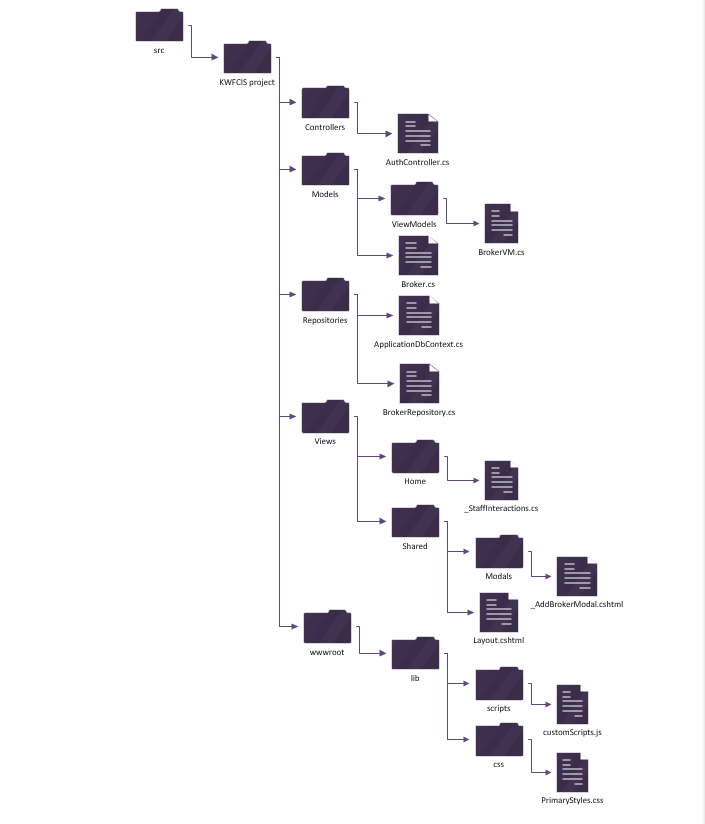 src
KWFCIS project
Controllers
AuthController.cs
Models
ViewModels
BrokerVM.cs
Broker.cs
Repositories
ApplicationDbContext.cs
BrokerRepository.cs
Views
Home
_StaffInteractions.cs
Shared
Modals
_AddBrokerModal.cshtml
Layout.cshtml
wwwroot
lib
scripts
customScripts.js
css
PrimaryStyles.css